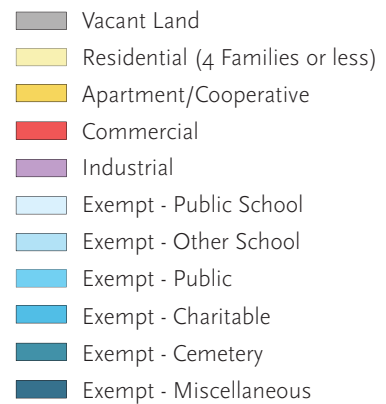 Vacant Land
Residential (4 Families or less)
Apartment/Cooperative
Commercial
Industrial
Exempt - Public School
Exempt - Other School
Exempt - Public
Exempt - Charitable
Exempt - Cemetery
Exempt - Miscellaneous